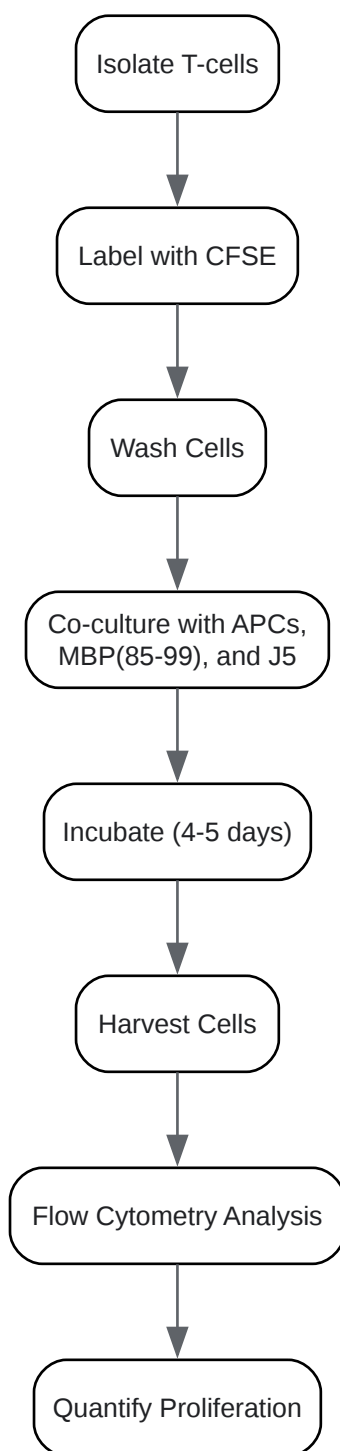 Isolate T-cells
Label with CFSE
Wash Cells
Co-culture with APCs,
MBP(85-99), and J5
Incubate (4-5 days)
Harvest Cells
Flow Cytometry Analysis
Quantify Proliferation